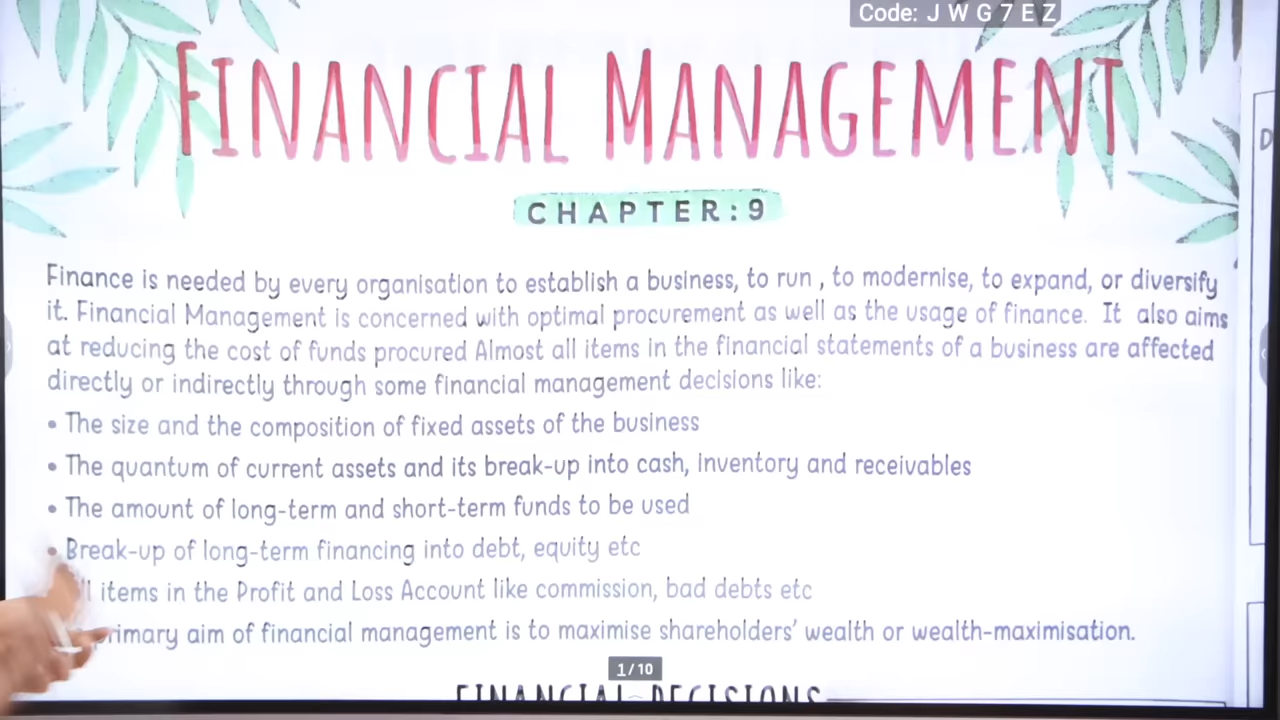 Code: J W G 7 E Z
FINANCIAL MANAGEMENT
CHAPTER: 9
D
Finance is needed by every organisation to establish a business, to run , to modernise, to expand, or diversify
it. Financial Management is concerned with optimal procurement as well as the usage of finance. It also aims
at reducing the cost of funds procured Almost all items in the financial statements of a business are affected
directly or indirectly through some financial management decisions like:
• The size and the composition of fixed assets of the business
• The quantum of current assets and its break-up into cash, inventory and receivables
• The amount of long-term and short-term funds to be used
• Break-up of long-term financing into debt, equity etc
items in the Profit and Loss Account like commission, bad debts etc
aim of financial management is to maximise shareholders' wealth or wealth-maximisation.
1/10
FINANCIAL DECISIONS